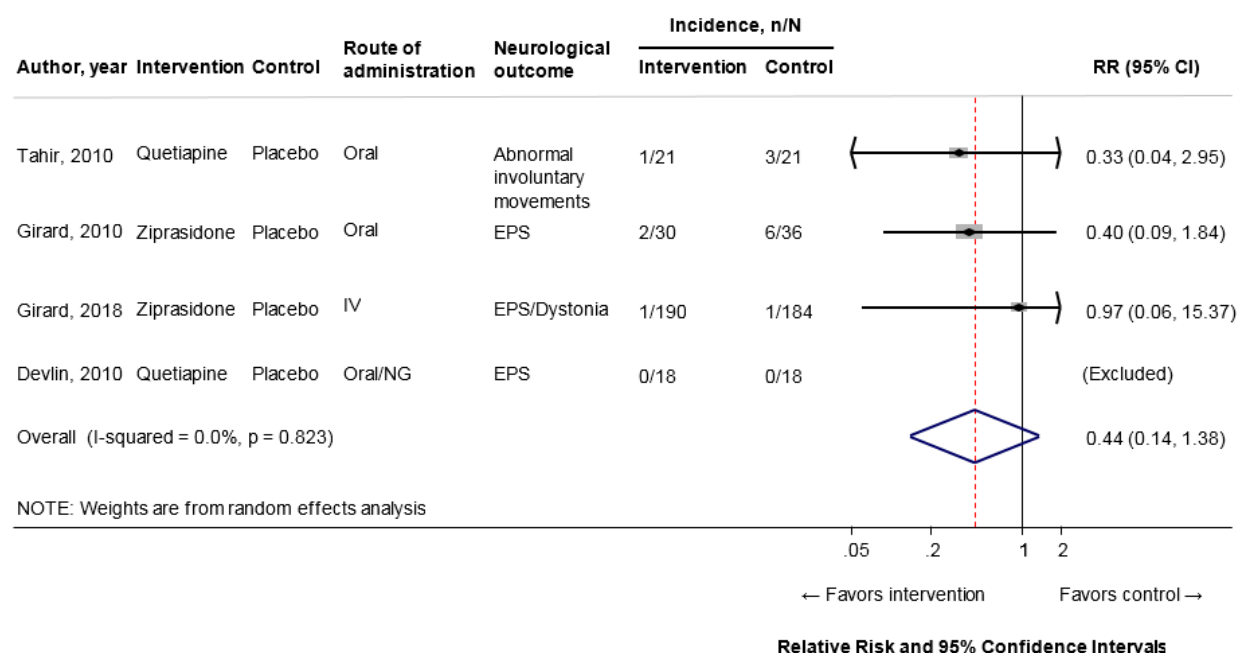 Incidence, n/N
Author, year Intervention Control Route of administration Neurological outcome Intervention Control RR (95% CI)
Tahir, 2010 Quetiapine Placebo Oral Abnormal involuntary movements 1/21 3/21 0.33 (0.04, 2.95)
Girard, 2010 Ziprasidone Placebo Oral EPS 2/30 6/36 0.40 (0.09, 1.84)
Girard, 2018 Ziprasidone Placebo IV EPS/Dystonia 1/190 1/184 0.97 (0.06, 15.37)
Devlin, 2010 Quetiapine Placebo Oral/NG EPS 0/18 0/18 (Excluded)
Overall (I-squared = 0.0%, p = 0.823) 0.44 (0.14, 1.38)
NOTE: Weights are from random effects analysis
.05 .2 1 2
← Favors intervention Favors control →
Relative Risk and 95% Confidence Intervals